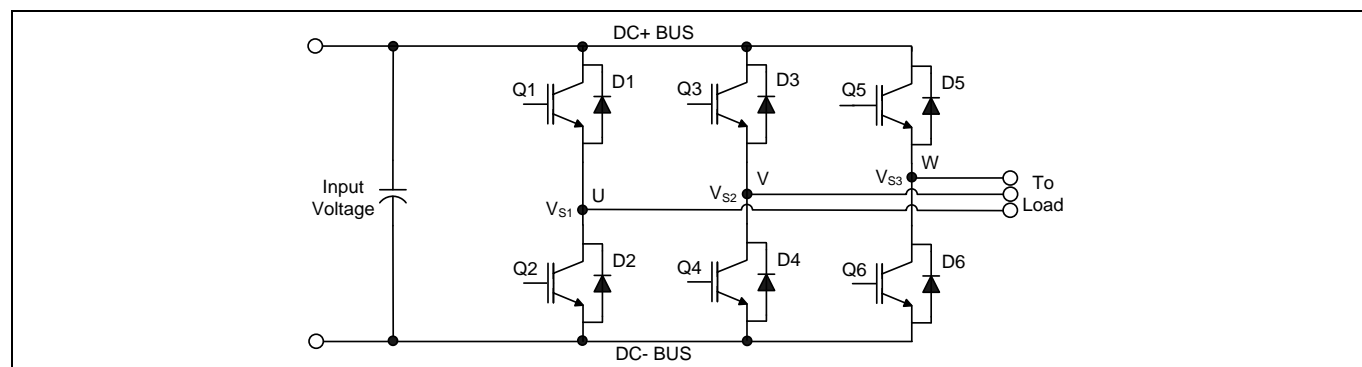 DC+ BUS
Q1
D1
Q3
D3
Q5
D5
Input
Voltage
U
VS1
V
VS2
W
VS3
To
Load
Q2
D2
Q4
D4
Q6
D6
DC- BUS